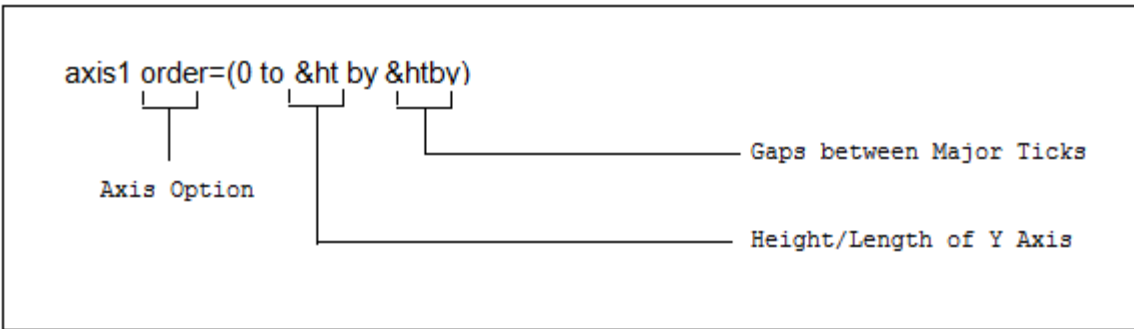 axis1 order=(0 to &ht by &htby)
Gaps between Major Ticks
Axis Option
Height/Length of Y Axis